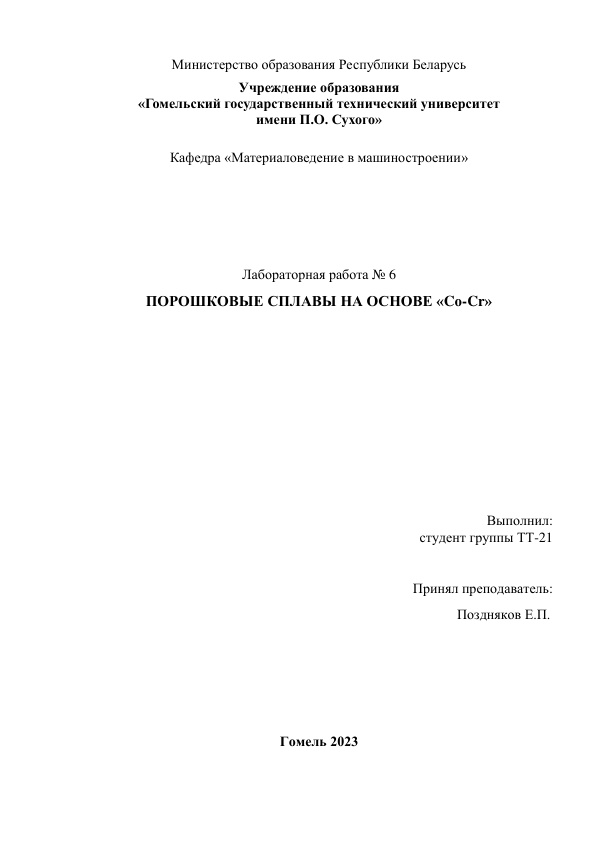 Министерство образования Республики Беларусь
Учреждение образования
«Гомельский государственный технический университет
имени П.О. Сухого»
Кафедра «Материаловедение в машиностроении»
Лабораторная работа № 6
ПОРОШКОВЫЕ СПЛАВЫ НА ОСНОВЕ «Co-Cr»
Выполнил:
студент группы ТТ-21
Принял преподаватель:
Поздняков Е.П.
Гомель 2023